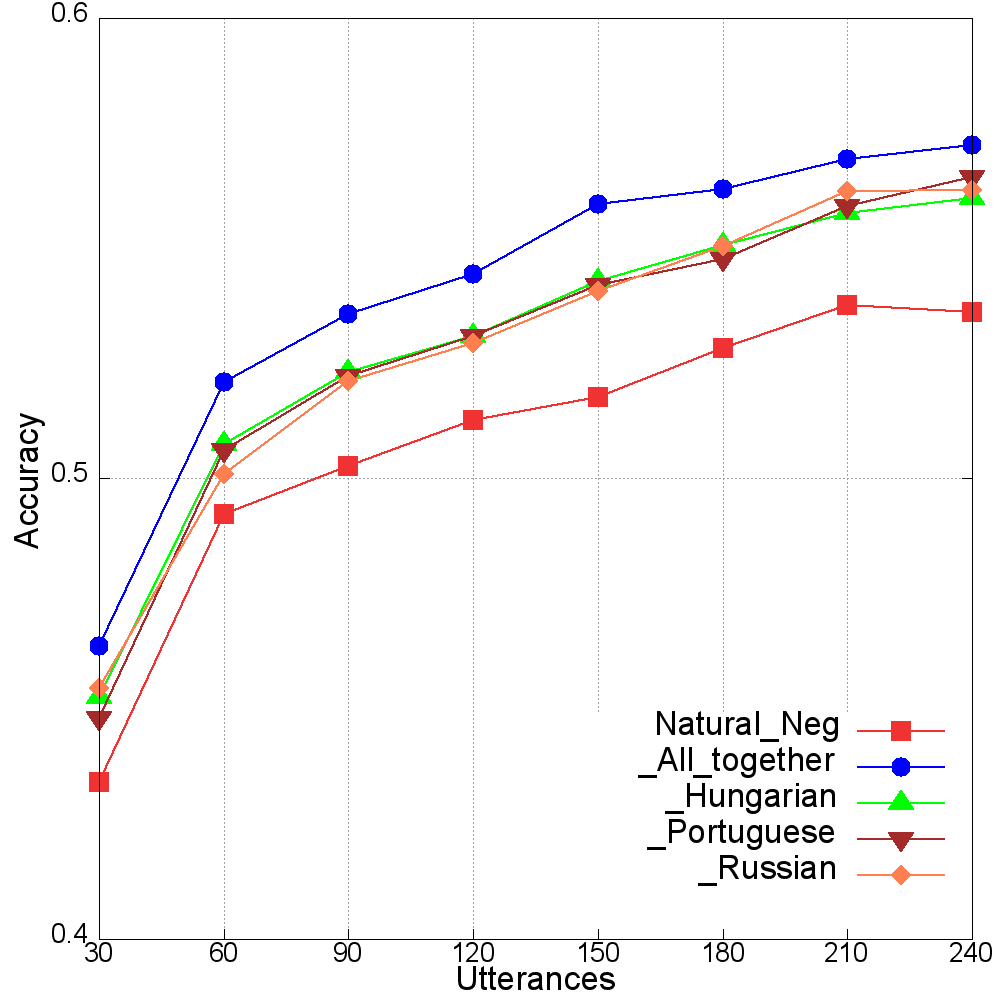 0.6
0.5
0.4
Accuracy
Natural_Neg
_All_together
_Hungarian
_Portuguese
_Russian
30 60 90 120 150 180 210 240
Utterances